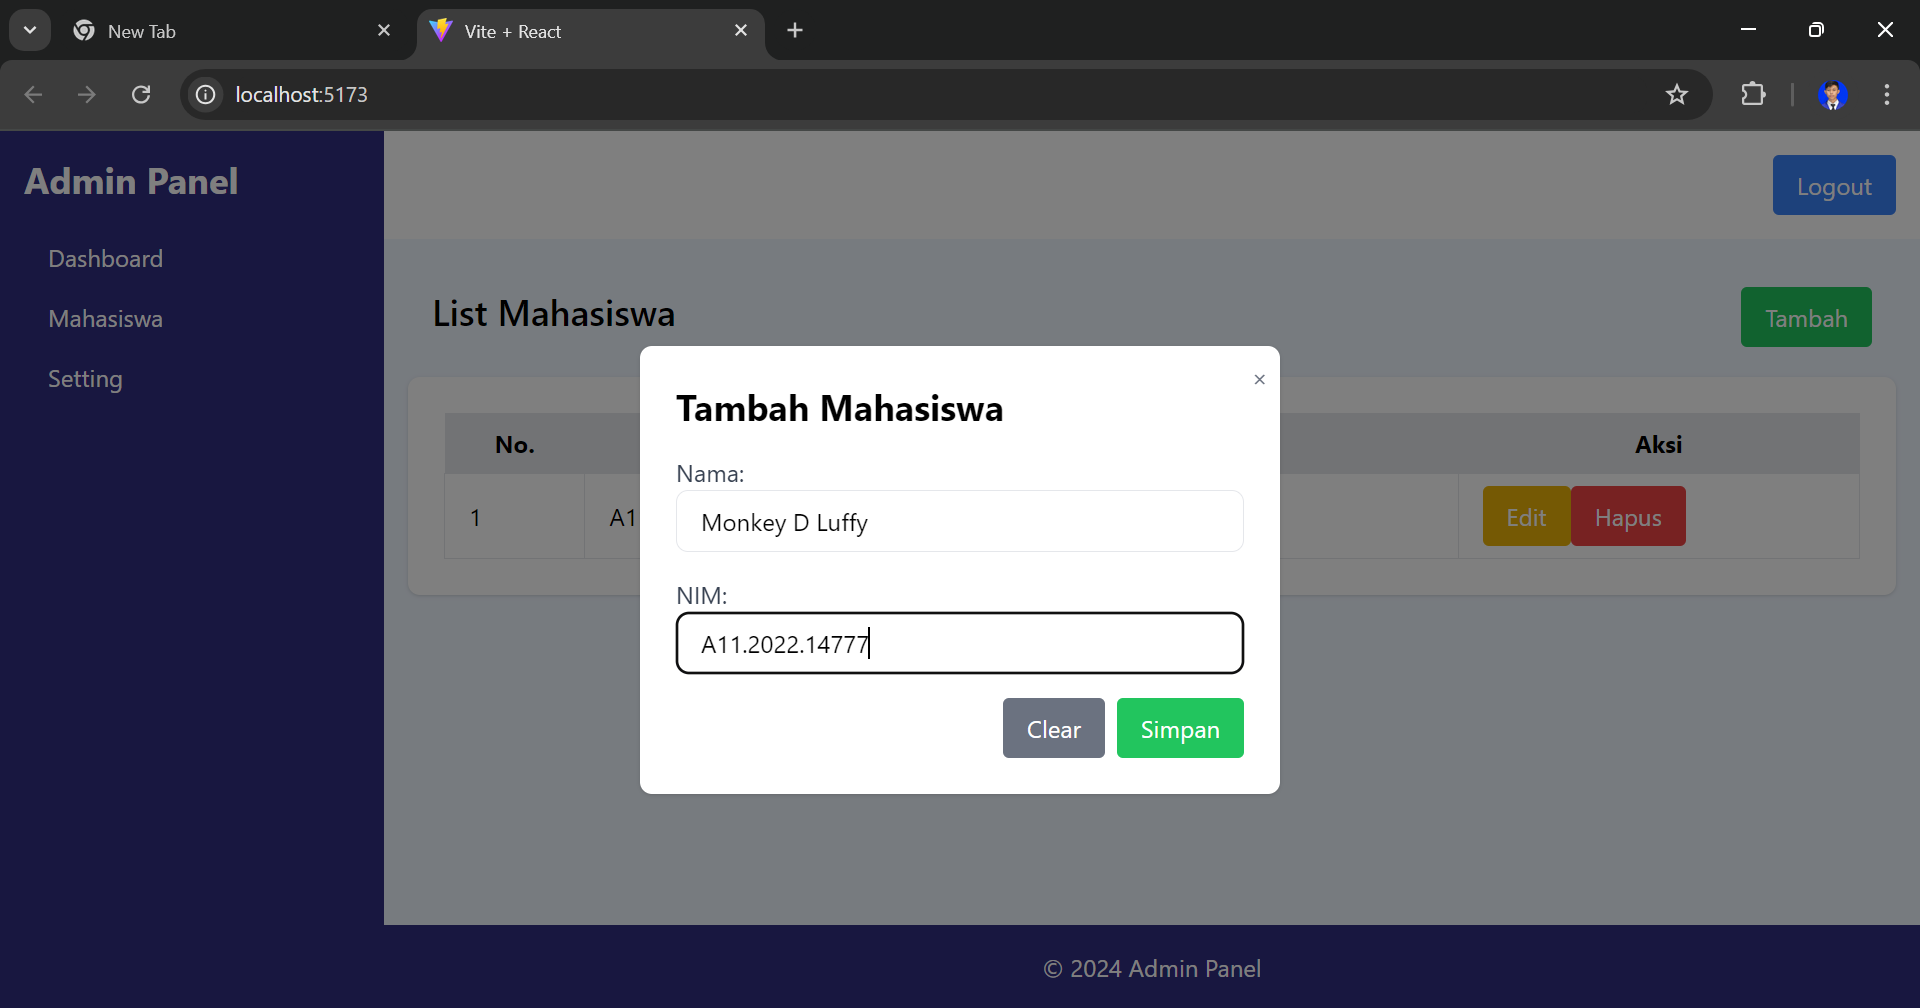 New Tab
Vite + React
localhost:5173
Admin Panel
Logout
Dashboard
Mahasiswa
Setting
List Mahasiswa
Tambah
No.
Aksi
1
A1
Edit
Hapus
×
Tambah Mahasiswa
Nama:
Monkey D Luffy
NIM:
A11.2022.14777
Clear
Simpan
© 2024 Admin Panel